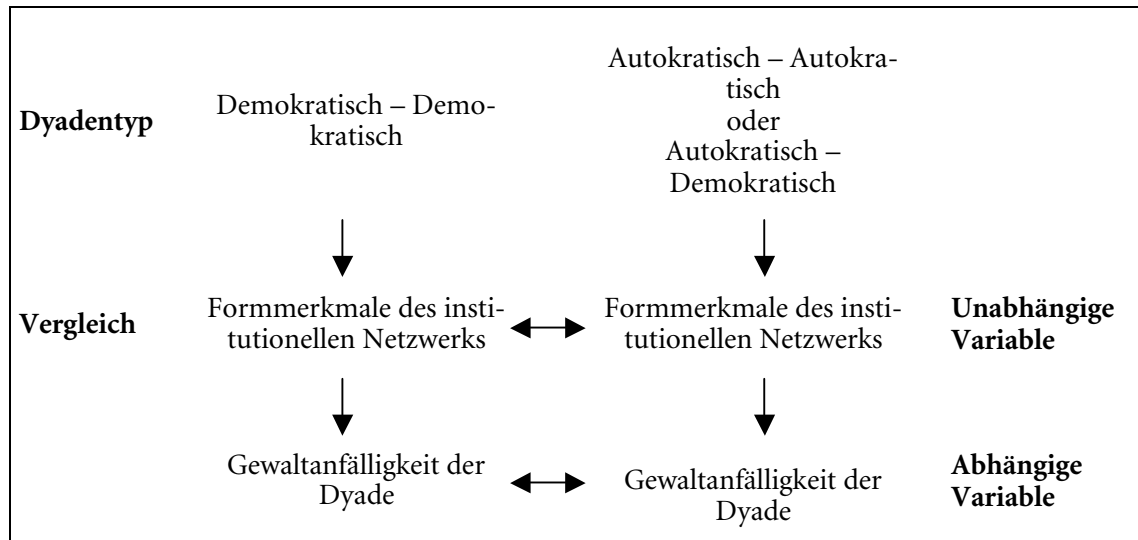 Dyadentyp
Demokratisch – Demo-
kratisch
Autokratisch – Autokra-
tisch
oder
Autokratisch –
Demokratisch
Vergleich
Formmerkmale des insti-
tutionellen Netzwerks
Formmerkmale des insti-
tutionellen Netzwerks
Unabhängige
Variable
Gewaltanfälligkeit der
Dyade
Gewaltanfälligkeit der
Dyade
Abhängige
Variable